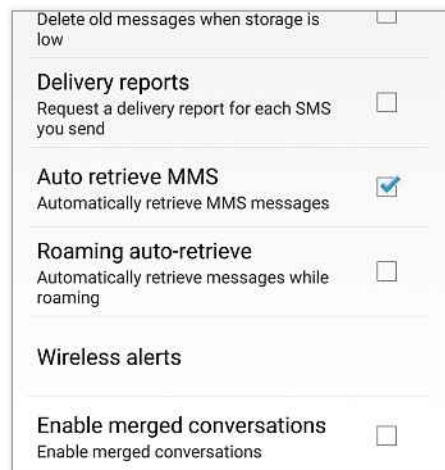 Delete old messages when storage is
low
Delivery reports
Request a delivery report for each SMS
you send
Auto retrieve MMS
Automatically retrieve MMS messages
Roaming auto-retrieve
Automatically retrieve messages while
roaming
Wireless alerts
Enable merged conversations
Enable merged conversations